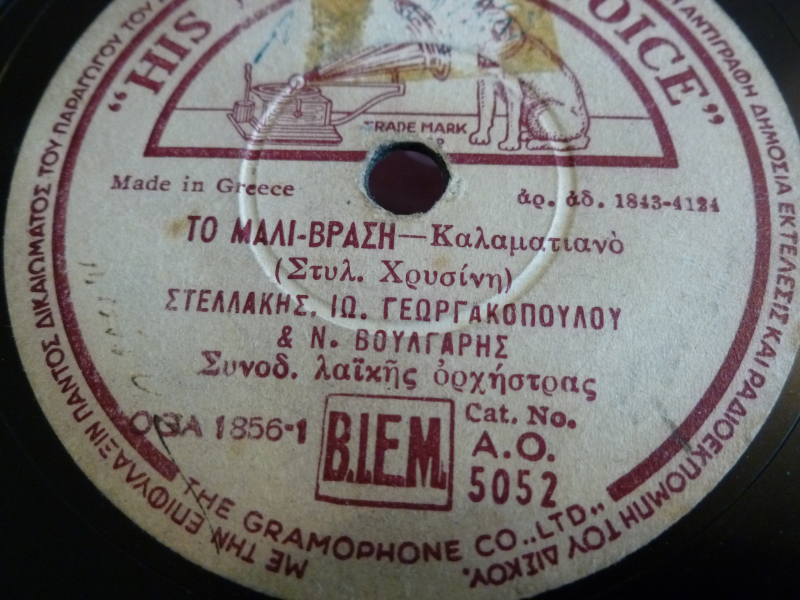 “HIS VOICE”
TRADE MARK
Made in Greece
ἀρ. ἀδ. 1843-4124
ΤΟ ΜΑΛΙ-ΒΡΑΣΗ—Καλαματιανὸ
(Στυλ. Χρυσίνη)
ΣΤΕΛΛΑΚΗΣ, ΙΩ. ΓΕΩΡΓΑΚΟΠΟΥΛΟΥ
& Ν. ΒΟΥΛΓΑΡΗΣ
Συνοδ. λαϊκῆς ὀρχήστρας
OGA 1856-1
B.I.E.M.
Cat. No.
A.O.
5052
THE GRAMOPHONE CO., LTD.,
ΜΕ ΤΗΝ ΕΠΙΦΥΛΑΞΙΝ ΠΑΝΤΟΣ ΔΙΚΑΙΩΜΑΤΟΣ ΤΟΥ ΠΑΡΑΓΩΓΟΥ ΤΟΥ
ΑΝΤΙΓΡΑΦΗ ΔΗΜΟΣΙΑ ΕΚΤΕΛΕΣΙΣ ΚΑΙ ΡΑΔΙΟΕΚΠΟΜΠΗ ΤΟΥ ΔΙΣΚΟΥ.